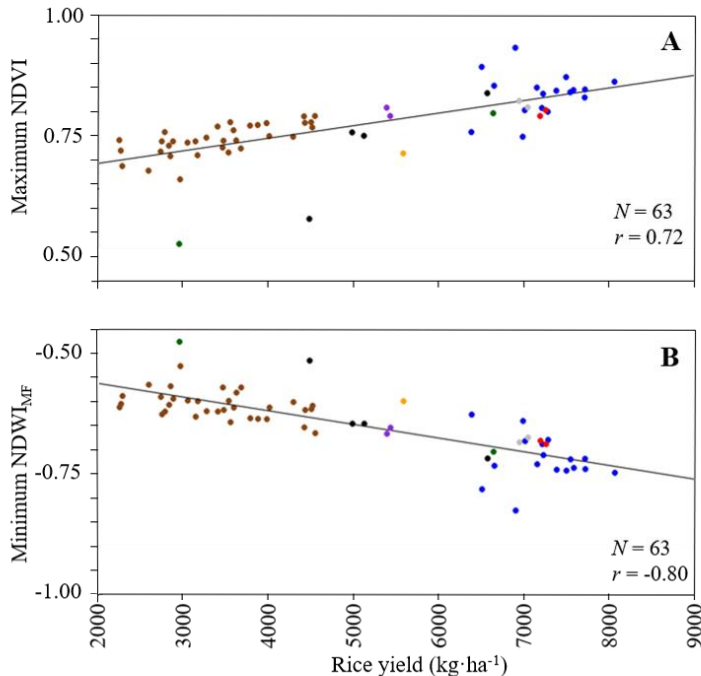 1.00
A
Maximum NDVI
0.75
N = 63
r = 0.72
0.50
B
-0.50
Minimum NDWI_MF
-0.75
N = 63
r = -0.80
-1.00
2000 3000 4000 5000 6000 7000 8000 9000
Rice yield (kg·ha⁻¹)